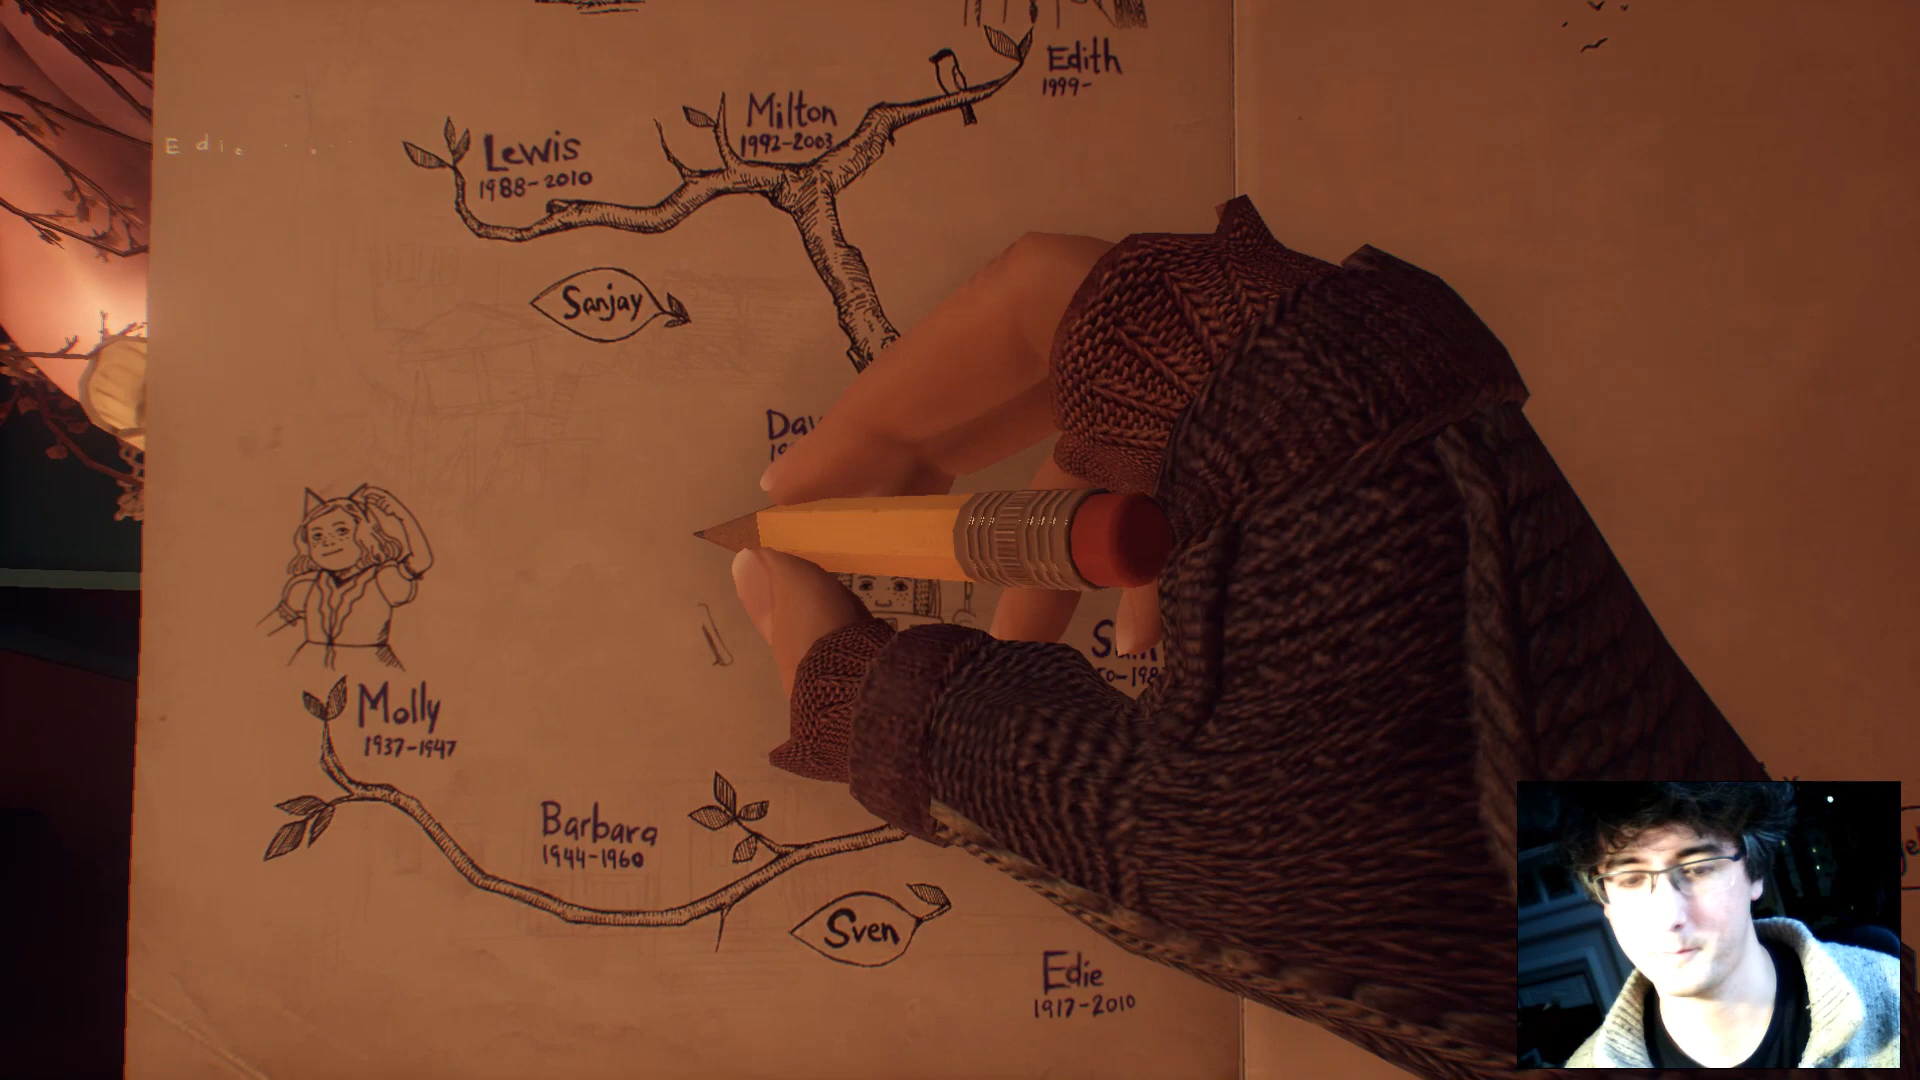 Edith
1999-
Milton
1992-2003
Lewis
1988-2010
Edie
Sanjay
Molly
1937-1947
Barbara
1944-1960
Sven
Edie
1917-2010